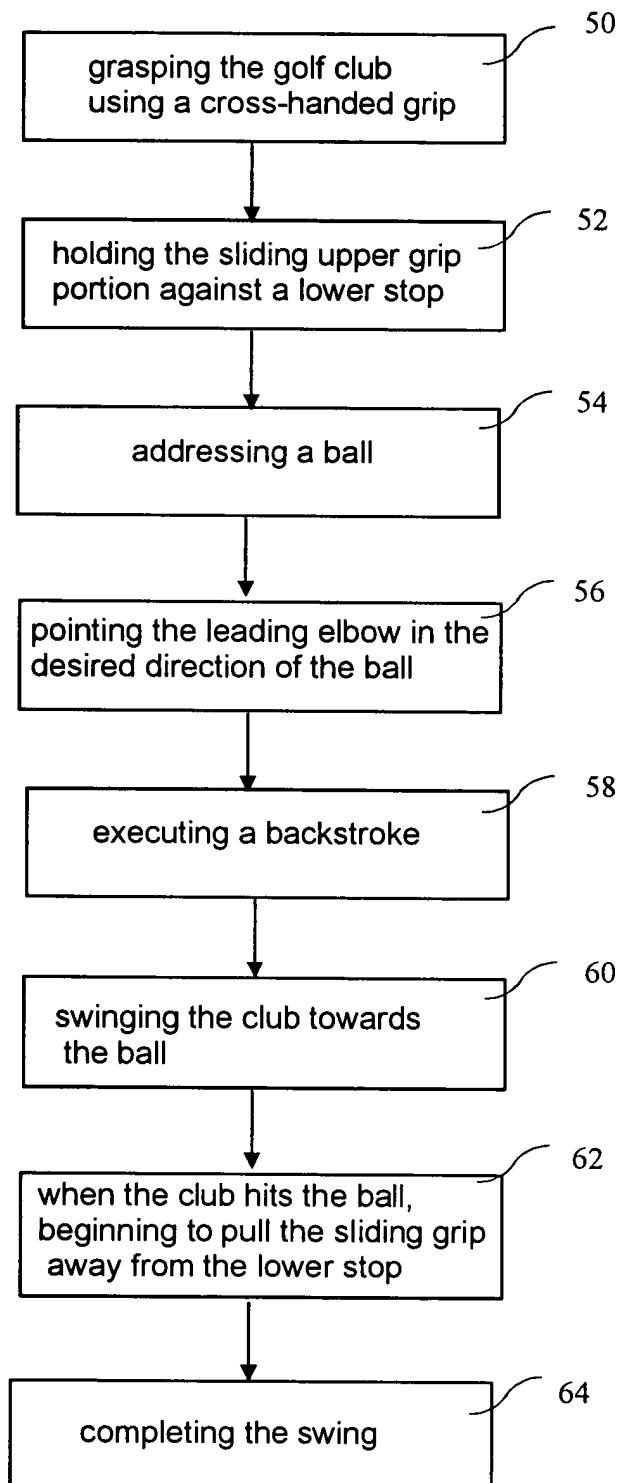 50
grasping the golf club
using a cross-handed grip
52
holding the sliding upper grip
portion against a lower stop
54
addressing a ball
56
pointing the leading elbow in the
desired direction of the ball
58
executing a backstroke
60
swinging the club towards
the ball
62
when the club hits the ball,
beginning to pull the sliding grip
away from the lower stop
64
completing the swing